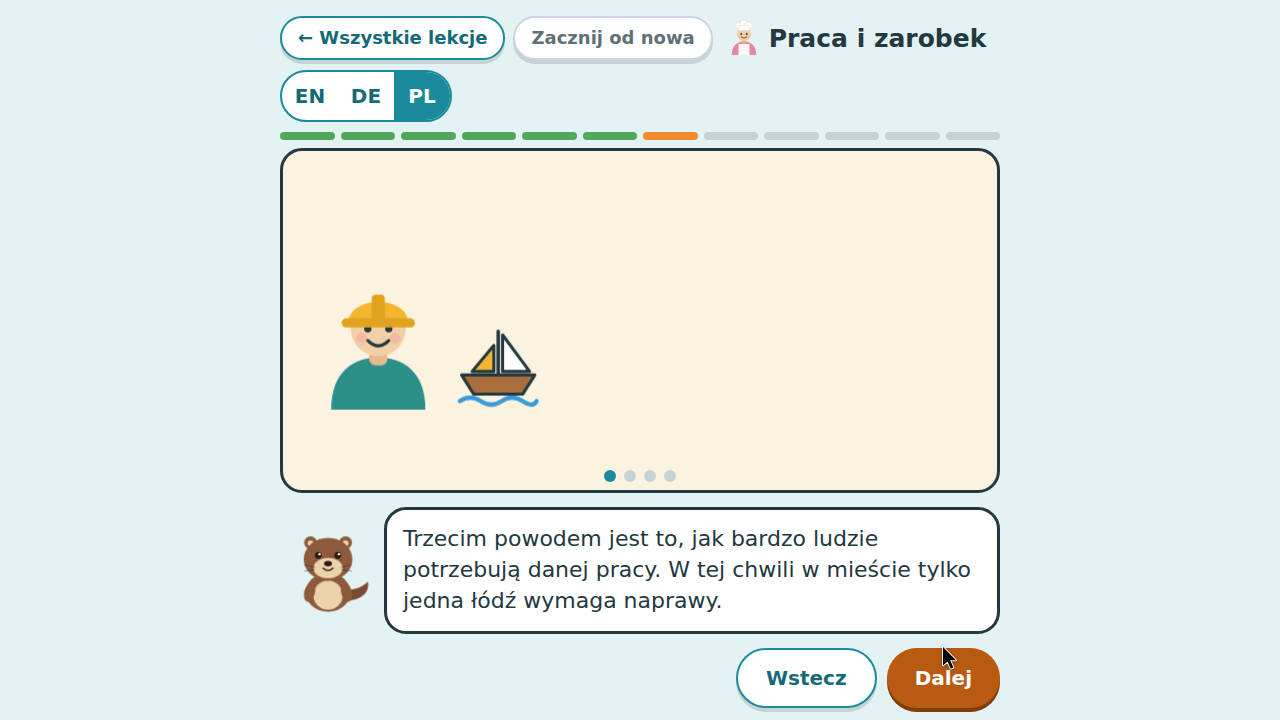 ← Wszystkie lekcje
Zacznij od nowa
Praca i zarobek
EN DE PL
Trzecim powodem jest to, jak bardzo ludzie
potrzebują danej pracy. W tej chwili w mieście tylko
jedna łódź wymaga naprawy.
Wstecz
Dalej